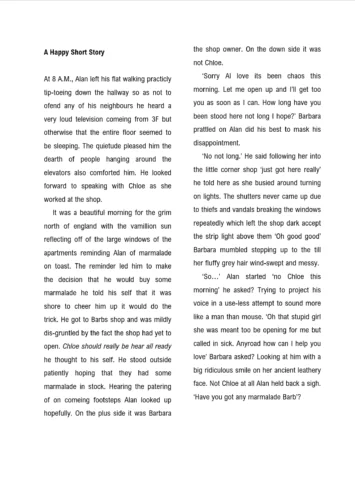 A Happy Short Story
At 8 A.M., Alan left his flat walking practicly
tip-toeing down the hallway so as not to
ofend any of his neighbours he heard a
very loud television comeing from 3F but
otherwise that the entire floor seemed to
be sleeping. The quietude pleased him the
dearth of people hanging around the
elevators also comforted him. He looked
forward to speaking with Chloe as she
worked at the shop.
It was a beautiful morning for the grim
north of england with the vamillion sun
reflecting off of the large windows of the
apartments reminding Alan of marmalade
on toast. The reminder led him to make
the decision that he would buy some
marmalade he told his self that it was
shore to cheer him up it would do the
trick. He got to Barbs shop and was mildly
dis-gruntled by the fact the shop had yet to
open. Chloe should really be hear all ready
he thought to his self. He stood outside
patiently hoping that they had some
marmalade in stock. Hearing the patering
of on comeing footsteps Alan looked up
hopefully. On the plus side it was Barbara
the shop owner. On the down side it was
not Chloe.
‘Sorry Al love its been chaos this
morning. Let me open up and I'll get too
you as soon as I can. How long have you
been stood here not long I hope?’ Barbara
prattled on Alan did his best to mask his
disappointment.
‘No not long.’ He said following her into
the little corner shop ‘just got here really’
he told here as she busied around turning
on lights. The shutters never came up due
to thiefs and vandals breaking the windows
repeatedly which left the shop dark accept
the strip light above them ‘Oh good good’
Barbara mumbled stepping up to the till
her fluffy grey hair wind-swept and messy.
‘So…’ Alan started ‘no Chloe this
morning’ he asked? Trying to project his
voice in a use-less attempt to sound more
like a man than mouse. ‘Oh that stupid girl
she was meant too be opening for me but
called in sick. Anyroad how can I help you
love’ Barbara asked? Looking at him with a
big ridiculous smile on her ancient leathery
face. Not Chloe at all Alan held back a sigh.
‘Have you got any marmalade Barb’?